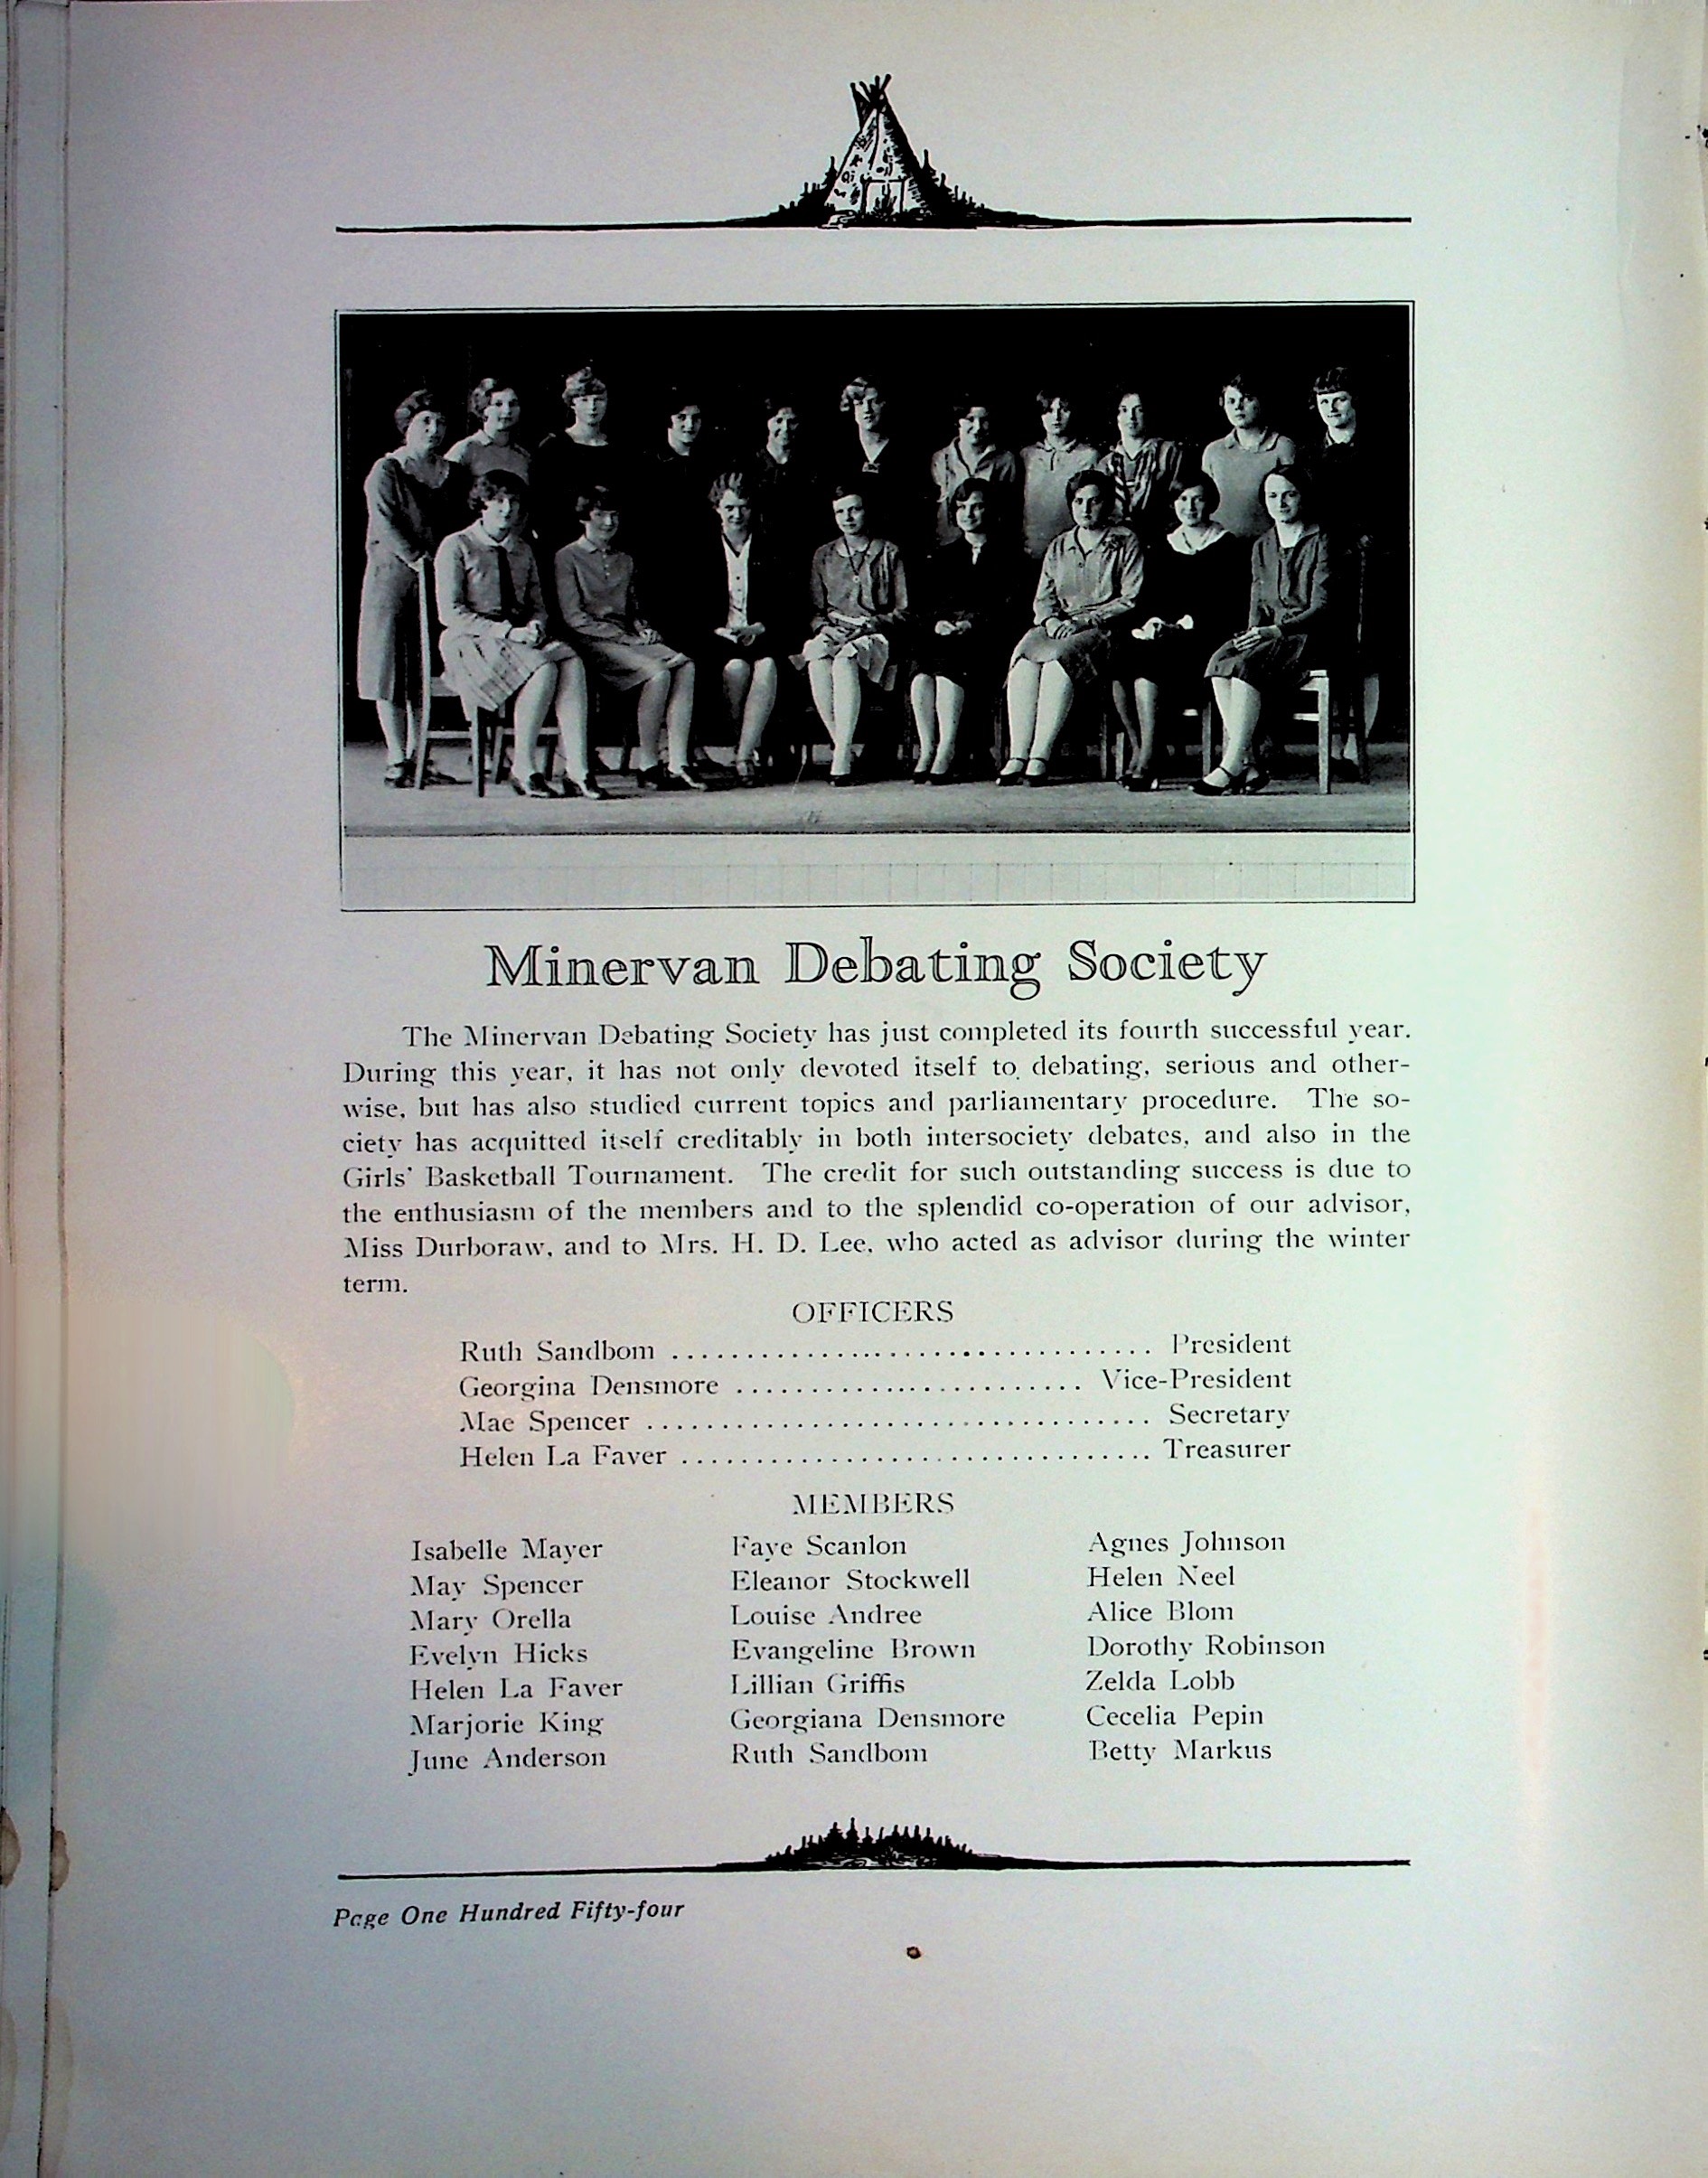 Minervan Debating Society
The Minervan Debating Society has just completed its fourth successful year.
During this year, it has not only devoted itself to debating, serious and other-
wise, but has also studied current topics and parliamentary procedure. The so-
ciety has acquitted itself creditably in both intersociety debates, and also in the
Girls' Basketball Tournament. The credit for such outstanding success is due to
the enthusiasm of the members and to the splendid co-operation of our advisor,
Miss Durboraw, and to Mrs. H. D. Lee, who acted as advisor during the winter
term.
OFFICERS
Ruth Sandbom ................................. President
Georgina Densmore ........................ Vice-President
Mae Spencer ................................... Secretary
Helen La Faver ................................ Treasurer
MEMBERS
Isabelle Mayer Faye Scanlon Agnes Johnson
May Spencer Eleanor Stockwell Helen Neel
Mary Orella Louise Andree Alice Blom
Evelyn Hicks Evangeline Brown Dorothy Robinson
Helen La Faver Lillian Griffis Zelda Lobb
Marjorie King Georgiana Densmore Cecelia Pepin
June Anderson Ruth Sandbom Betty Markus
Page One Hundred Fifty-four